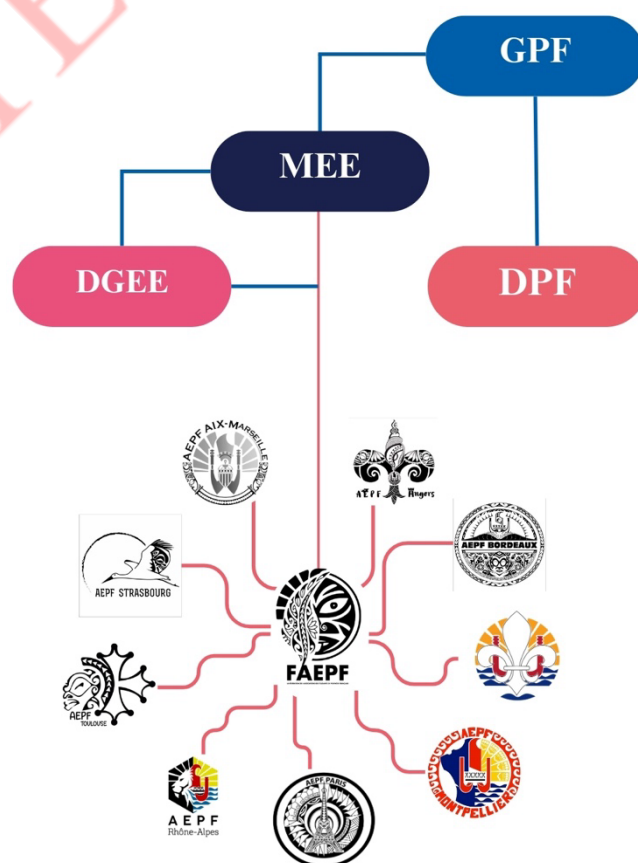 GPF
MEE
DGEE
DPF
AEPF AIX-MARSEILLE
AEPF Angers
AEPF BORDEAUX
AEPF STRASBOURG
FAEPF
AEPF
TOULOUSE
AEPF
MONTPELLIER
XXXXX
AEPF
Rhône-Alpes
AEPF PARIS